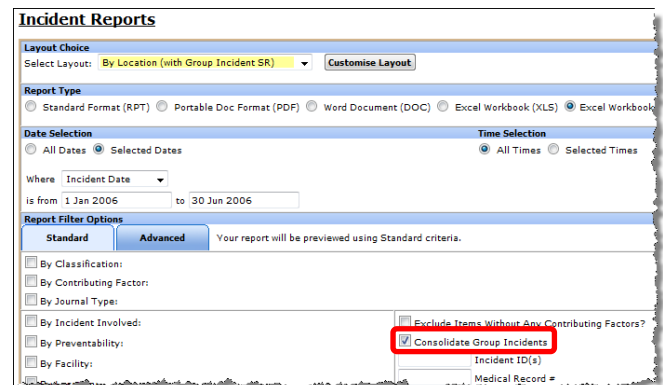 Incident Reports
Layout Choice
Select Layout: By Location (with Group Incident SR) Customise Layout
Report Type
Standard Format (RPT) Portable Doc Format (PDF) Word Document (DOC) Excel Workbook (XLS) Excel Workbook
Date Selection Time Selection
All Dates Selected Dates All Times Selected Times
Where Incident Date
is from 1 Jan 2006 to 30 Jun 2006
Report Filter Options
Standard Advanced Your report will be previewed using Standard criteria.
By Classification:
By Contributing Factor:
By Journal Type:
By Incident Involved: Exclude Items Without Any Contributing Factors?
By Preventability: Consolidate Group Incidents
By Facility: Incident ID(s)
Medical Record #